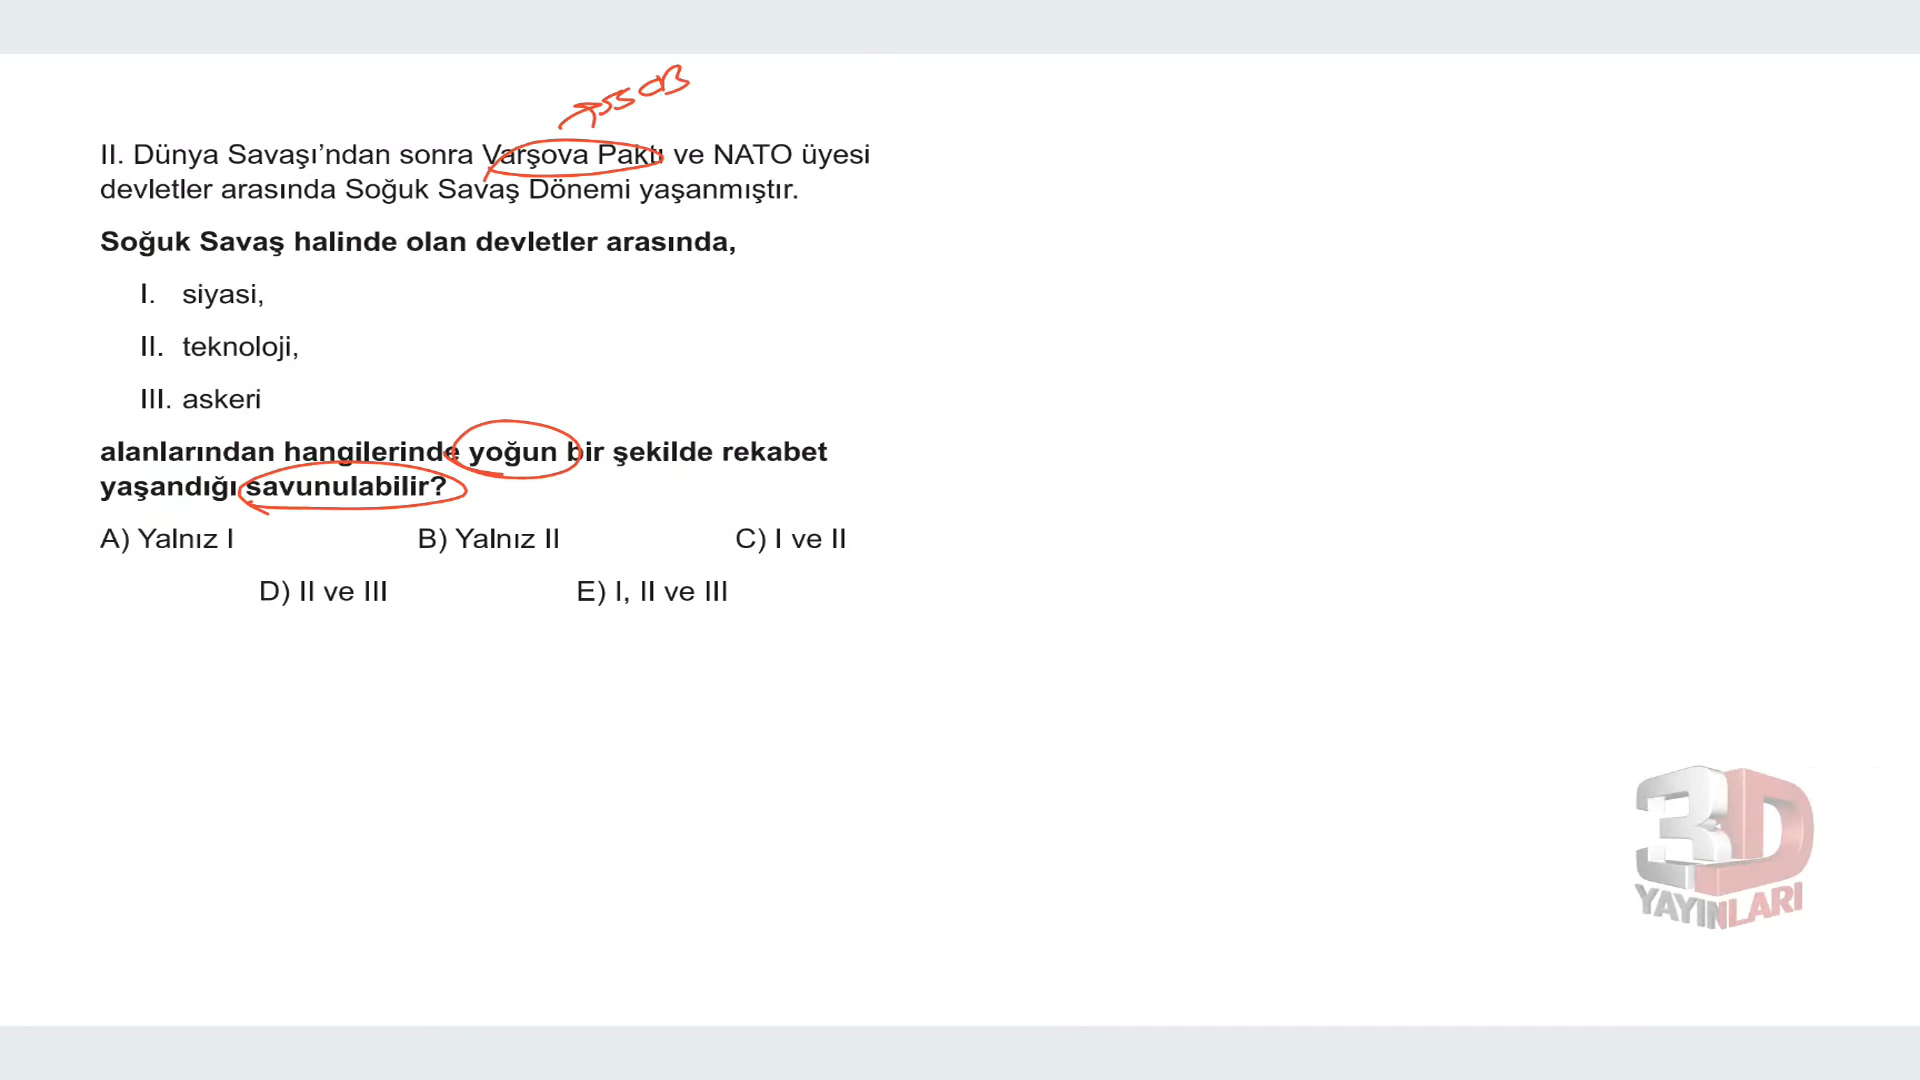 SSCB
II. Dünya Savaşı’ndan sonra Varşova Paktı ve NATO üyesi
devletler arasında Soğuk Savaş Dönemi yaşanmıştır.
Soğuk Savaş halinde olan devletler arasında,
I. siyasi,
II. teknoloji,
III. askeri
alanlarından hangilerinde yoğun bir şekilde rekabet
yaşandığı savunulabilir?
A) Yalnız I B) Yalnız II C) I ve II
D) II ve III E) I, II ve III
3D
YAYINLARI